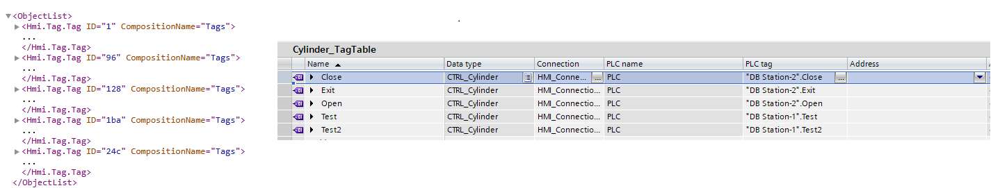 <ObjectList>
<Hmi.Tag.Tag ID="1" CompositionName="Tags">
...
</Hmi.Tag.Tag>
<Hmi.Tag.Tag ID="96" CompositionName="Tags">
...
</Hmi.Tag.Tag>
<Hmi.Tag.Tag ID="128" CompositionName="Tags">
...
</Hmi.Tag.Tag>
<Hmi.Tag.Tag ID="1ba" CompositionName="Tags">
...
</Hmi.Tag.Tag>
<Hmi.Tag.Tag ID="24c" CompositionName="Tags">
...
</Hmi.Tag.Tag>
</ObjectList>
.
Cylinder_TagTable
Name Data type Connection PLC name PLC tag Address
Close CTRL_Cylinder HMI_Conne... ... PLC "DB Station-2".Close ...
Exit CTRL_Cylinder HMI_Connectio... PLC "DB Station-2".Exit
Open CTRL_Cylinder HMI_Connectio... PLC "DB Station-2".Open
Test CTRL_Cylinder HMI_Connectio... PLC "DB Station-1".Test
Test2 CTRL_Cylinder HMI_Connectio... PLC "DB Station-1".Test2